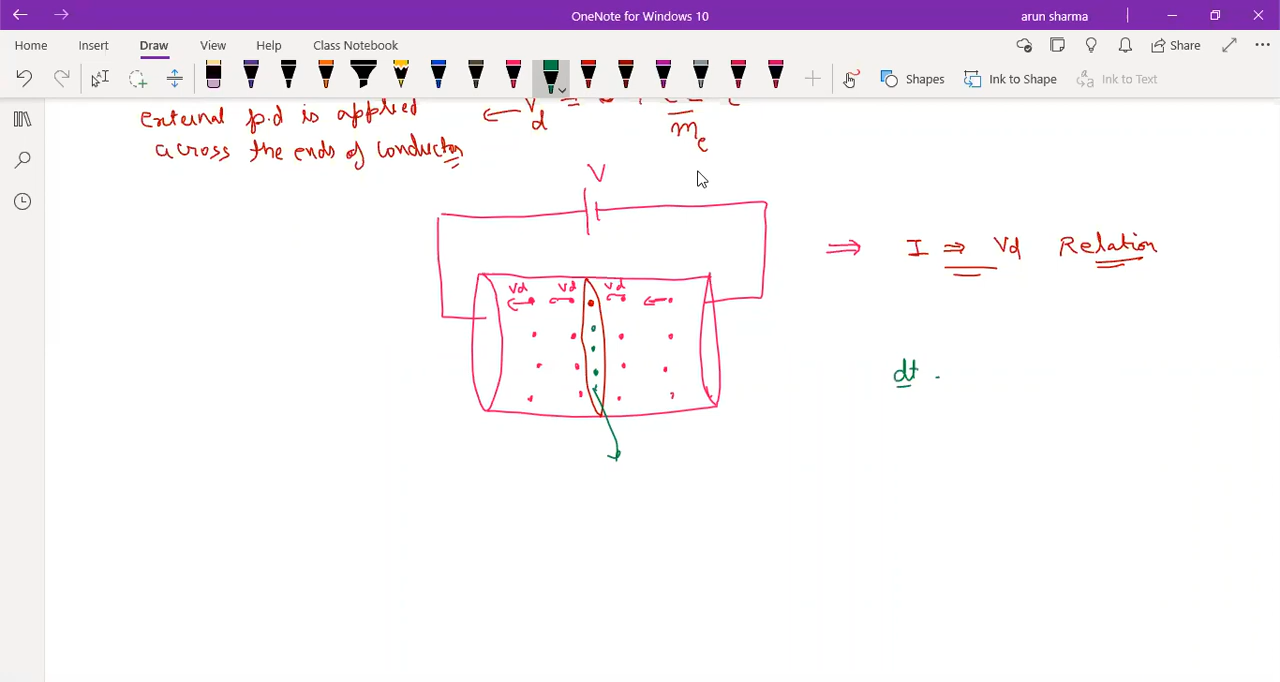 OneNote for Windows 10
arun sharma
Home Insert Draw View Help Class Notebook
Share
Shapes
Ink to Shape
Ink to Text
external p.d is applied
across the ends of conductor
V
d
m
e
V
I ⇒ Vd Relation
Vd Vd Vd
dt